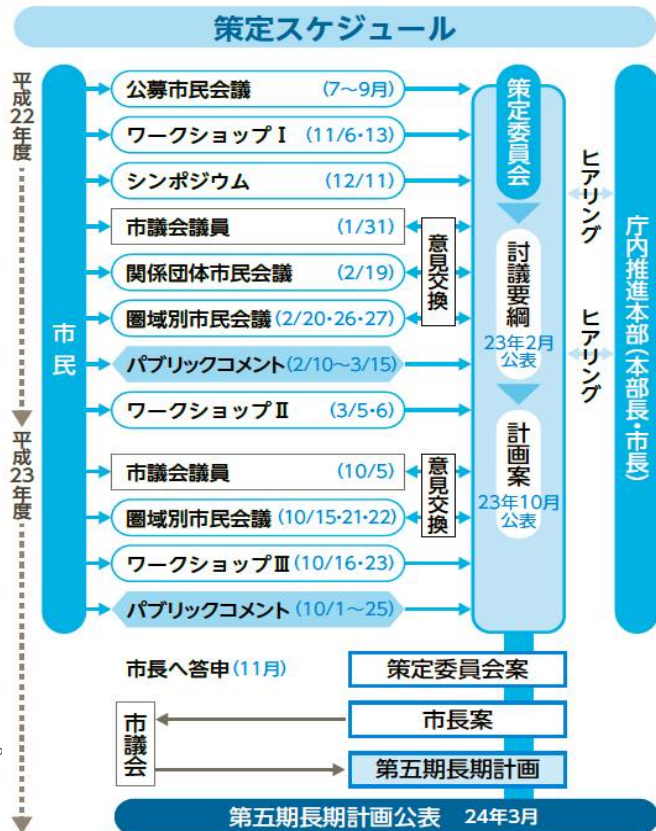 策定スケジュール
平成22年度
平成23年度
市民
公募市民会議 (7～9月)
ワークショップⅠ (11/6・13)
シンポジウム (12/11)
市議会議員 (1/31)
関係団体市民会議 (2/19)
圏域別市民会議 (2/20・26・27)
パブリックコメント (2/10～3/15)
ワークショップⅡ (3/5・6)
市議会議員 (10/5)
圏域別市民会議 (10/15・21・22)
ワークショップⅢ (10/16・23)
パブリックコメント (10/1～25)
意見交換
意見交換
策定委員会
討議要綱
23年2月
公表
計画案
23年10月
公表
ヒアリング
ヒアリング
庁内推進本部(本部長・市長)
市長へ答申 (11月)
策定委員会案
市長案
市議会
第五期長期計画
第五期長期計画公表 24年3月